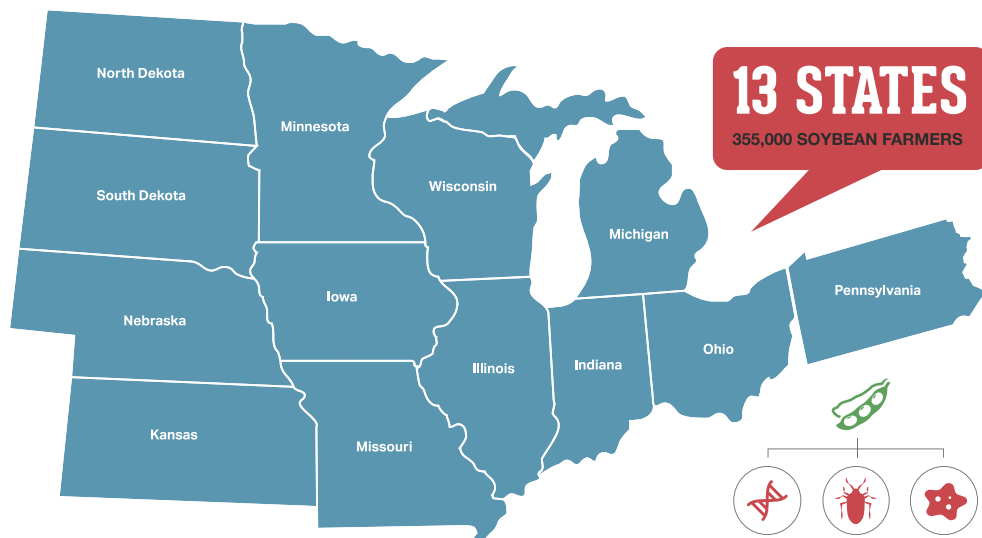 13 STATES
355,000 SOYBEAN FARMERS
North Dekota
Minnesota
South Dekota
Wisconsin
Michigan
Iowa
Nebraska
Pennsylvania
Illinois
Indiana
Ohio
Kansas
Missouri